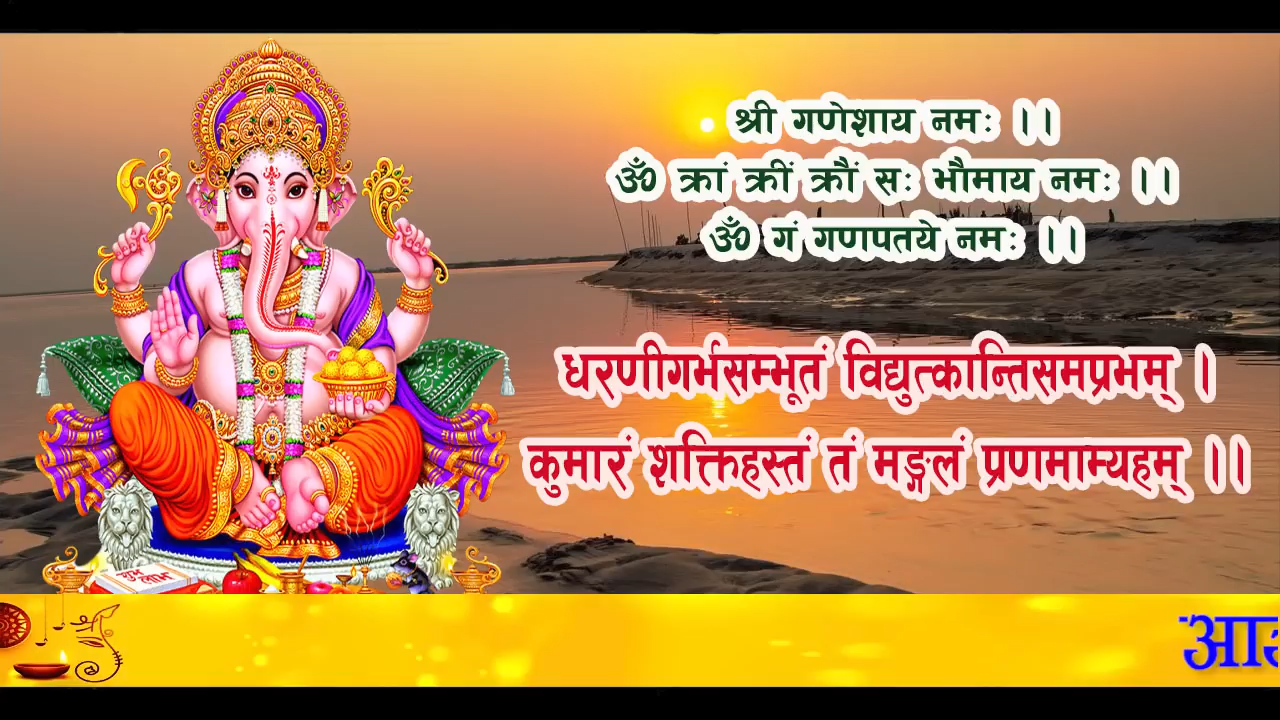 श्री गणेशाय नमः ।।
ॐ क्रां क्रीं क्रौं सः भौमाय नमः ।।
ॐ गं गणपतये नमः ।।
धरणीगर्भसम्भूतं विद्युत्कान्तिसमप्रभम् ।
कुमारं शक्तिहस्तं तं मङ्गलं प्रणमाम्यहम् ।।
शुभ
लाभ
श्री